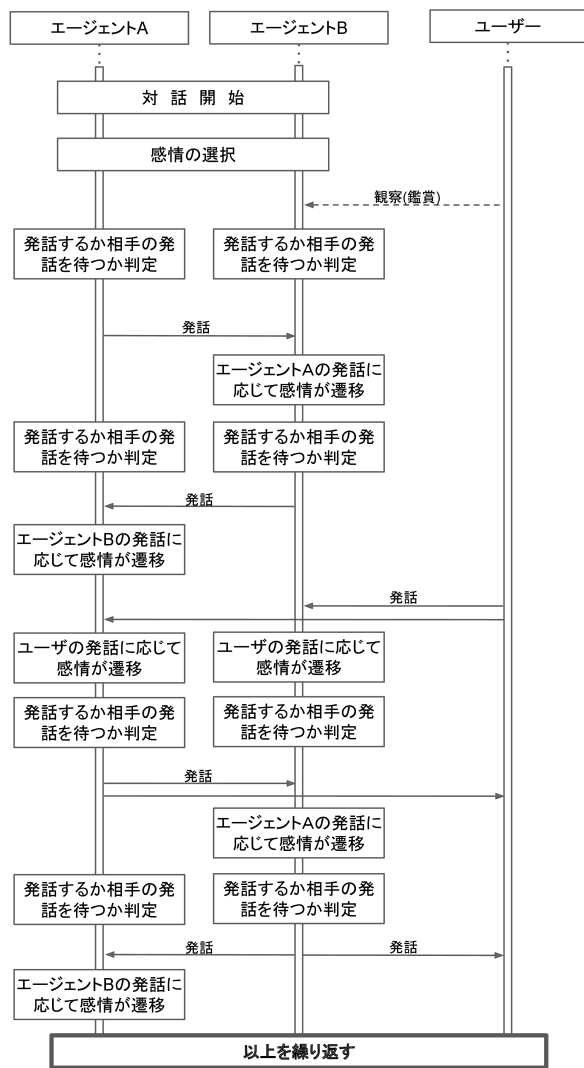 エージェントA
エージェントB
ユーザー
対 話 開 始
感情の選択
観察(鑑賞)
発話するか相手の発
話を待つか判定
発話するか相手の発
話を待つか判定
発話
エージェントAの発話に
応じて感情が遷移
発話するか相手の発
話を待つか判定
発話するか相手の発
話を待つか判定
発話
エージェントBの発話に
応じて感情が遷移
発話
ユーザの発話に応じて
感情が遷移
ユーザの発話に応じて
感情が遷移
発話するか相手の発
話を待つか判定
発話するか相手の発
話を待つか判定
発話
エージェントAの発話に
応じて感情が遷移
発話するか相手の発
話を待つか判定
発話するか相手の発
話を待つか判定
発話
発話
エージェントBの発話に
応じて感情が遷移
以上を繰り返す